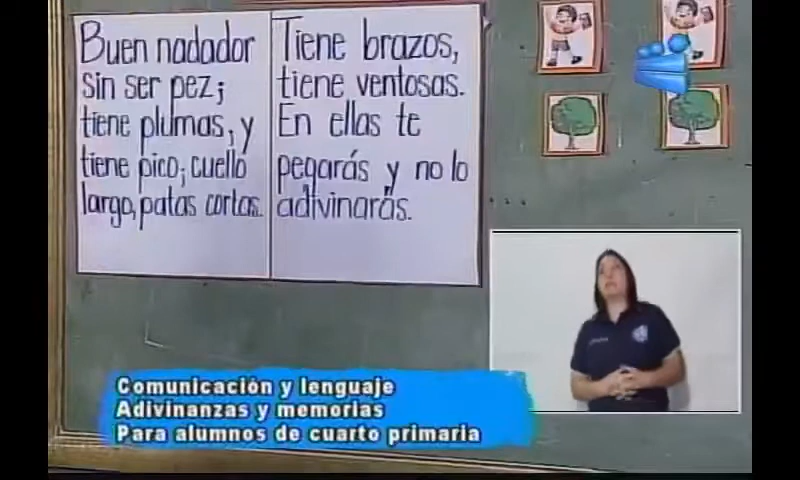 Buen nadador
sin ser pez;
tiene plumas, y
tiene pico; cuello
largo, patas cortas.
Tiene brazos,
tiene ventosas.
En ellas te
pegarás y no lo
adivinarás.
Comunicación y lenguaje
Adivinanzas y memorias
Para alumnos de cuarto primaria